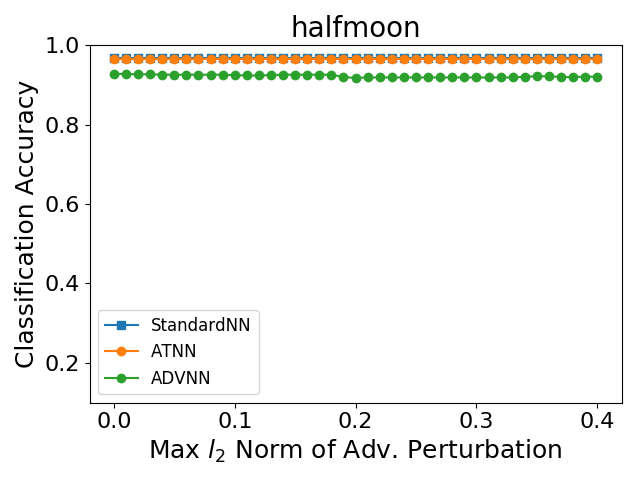 halfmoon
Classification Accuracy
1.0
0.8
0.6
0.4
0.2
StandardNN
ATNN
ADVNN
0.0 0.1 0.2 0.3 0.4
Max l₂ Norm of Adv. Perturbation